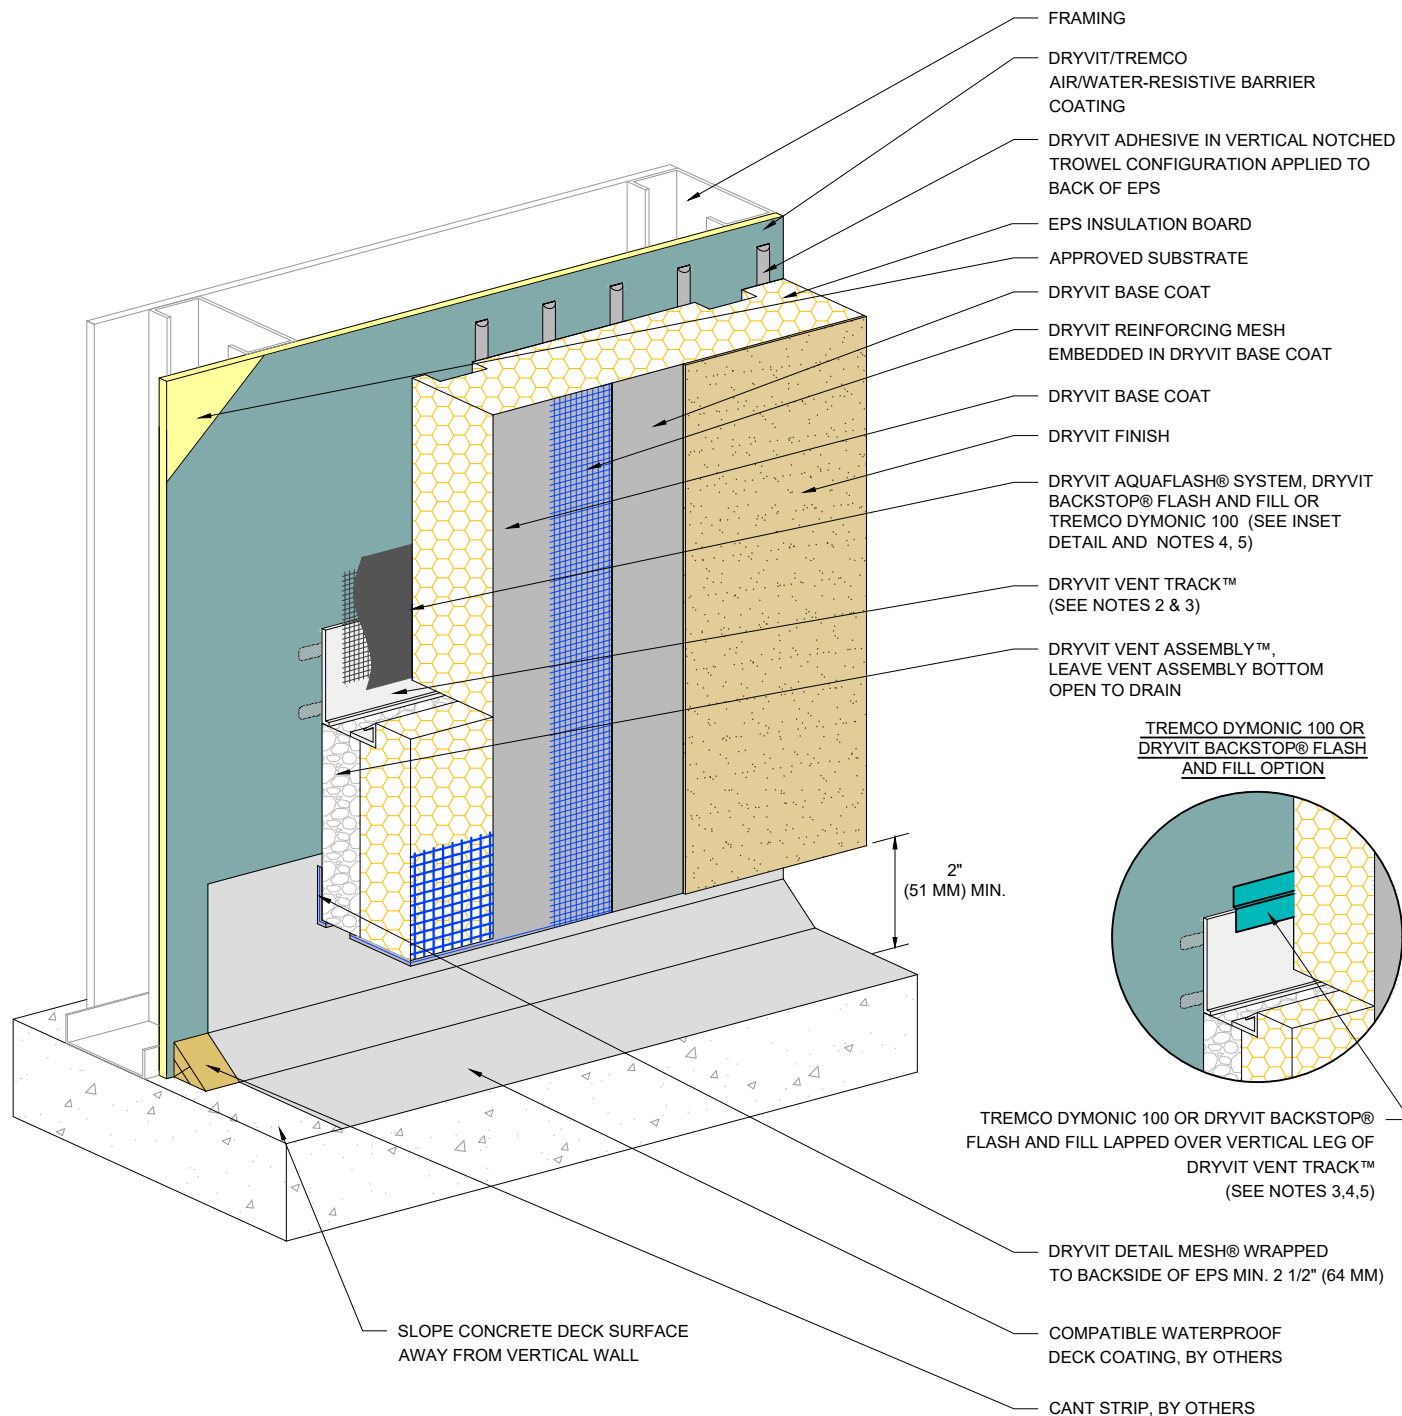 FRAMING
DRYVIT/TREMCO
AIR/WATER-RESISTIVE BARRIER
COATING
DRYVIT ADHESIVE IN VERTICAL NOTCHED
TROWEL CONFIGURATION APPLIED TO
BACK OF EPS
EPS INSULATION BOARD
APPROVED SUBSTRATE
DRYVIT BASE COAT
DRYVIT REINFORCING MESH
EMBEDDED IN DRYVIT BASE COAT
DRYVIT BASE COAT
DRYVIT FINISH
DRYVIT AQUAFLASH® SYSTEM, DRYVIT
BACKSTOP® FLASH AND FILL OR
TREMCO DYMONIC 100 (SEE INSET
DETAIL AND NOTES 4, 5)
DRYVIT VENT TRACK™
(SEE NOTES 2 & 3)
DRYVIT VENT ASSEMBLY™,
LEAVE VENT ASSEMBLY BOTTOM
OPEN TO DRAIN
TREMCO DYMONIC 100 OR
DRYVIT BACKSTOP® FLASH
AND FILL OPTION
2"
(51 MM) MIN.
TREMCO DYMONIC 100 OR DRYVIT BACKSTOP®
FLASH AND FILL LAPPED OVER VERTICAL LEG OF
DRYVIT VENT TRACK™
(SEE NOTES 3,4,5)
DRYVIT DETAIL MESH® WRAPPED
TO BACKSIDE OF EPS MIN. 2 1/2" (64 MM)
SLOPE CONCRETE DECK SURFACE
AWAY FROM VERTICAL WALL
COMPATIBLE WATERPROOF
DECK COATING, BY OTHERS
CANT STRIP, BY OTHERS